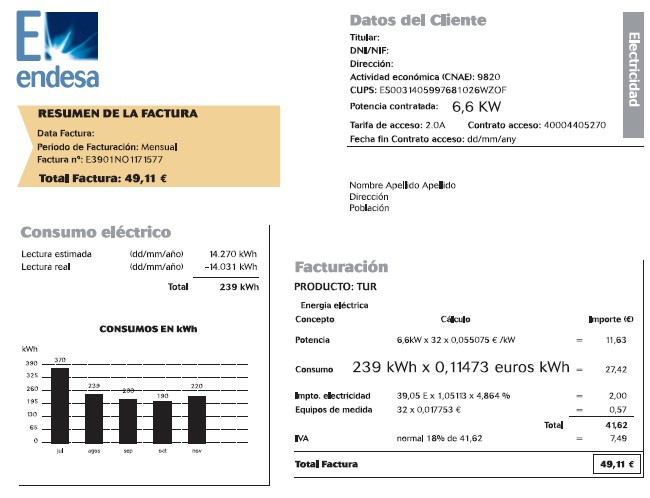 endesa
RESUMEN DE LA FACTURA
Data Factura:
Periodo de Facturación: Mensual
Factura nº: E3901NO1171577
Total Factura: 49,11 €
Datos del Cliente
Titular:
DNI/NIF:
Dirección:
Actividad económica (CNAE): 9820
CUPS: ES0031405997681026WZOF
Potencia contratada: 6,6 KW
Tarifa de acceso: 2.0A Contrato acceso: 40004405270
Fecha fin Contrato acceso: dd/mm/any
Electricidad
Nombre Apellido Apellido
Dirección
Población
Consumo eléctrico
Lectura estimada (dd/mm/año) 14.270 kWh
Lectura real (dd/mm/año) –14.031 kWh
Total 239 kWh
CONSUMOS EN kWh
kWh
390
325
260
195
130
65
0
370
239
190
220
jul agos sep oct nov
Facturación
PRODUCTO: TUR
Energia eléctrica
Concepto Cálculo Importe (€)
Potencia 6,6kW x 32 x 0,055075 € /kW = 11,63
Consumo 239 kWh x 0,11473 euros kWh = 27,42
Impto. electricidad 39,05 E x 1,05113 x 4,864 % = 2,00
Equipos de medida 32 x 0,017753 € = 0,57
Total 41,62
IVA normal 18% de 41,62 = 7,49
Total Factura 49,11 €